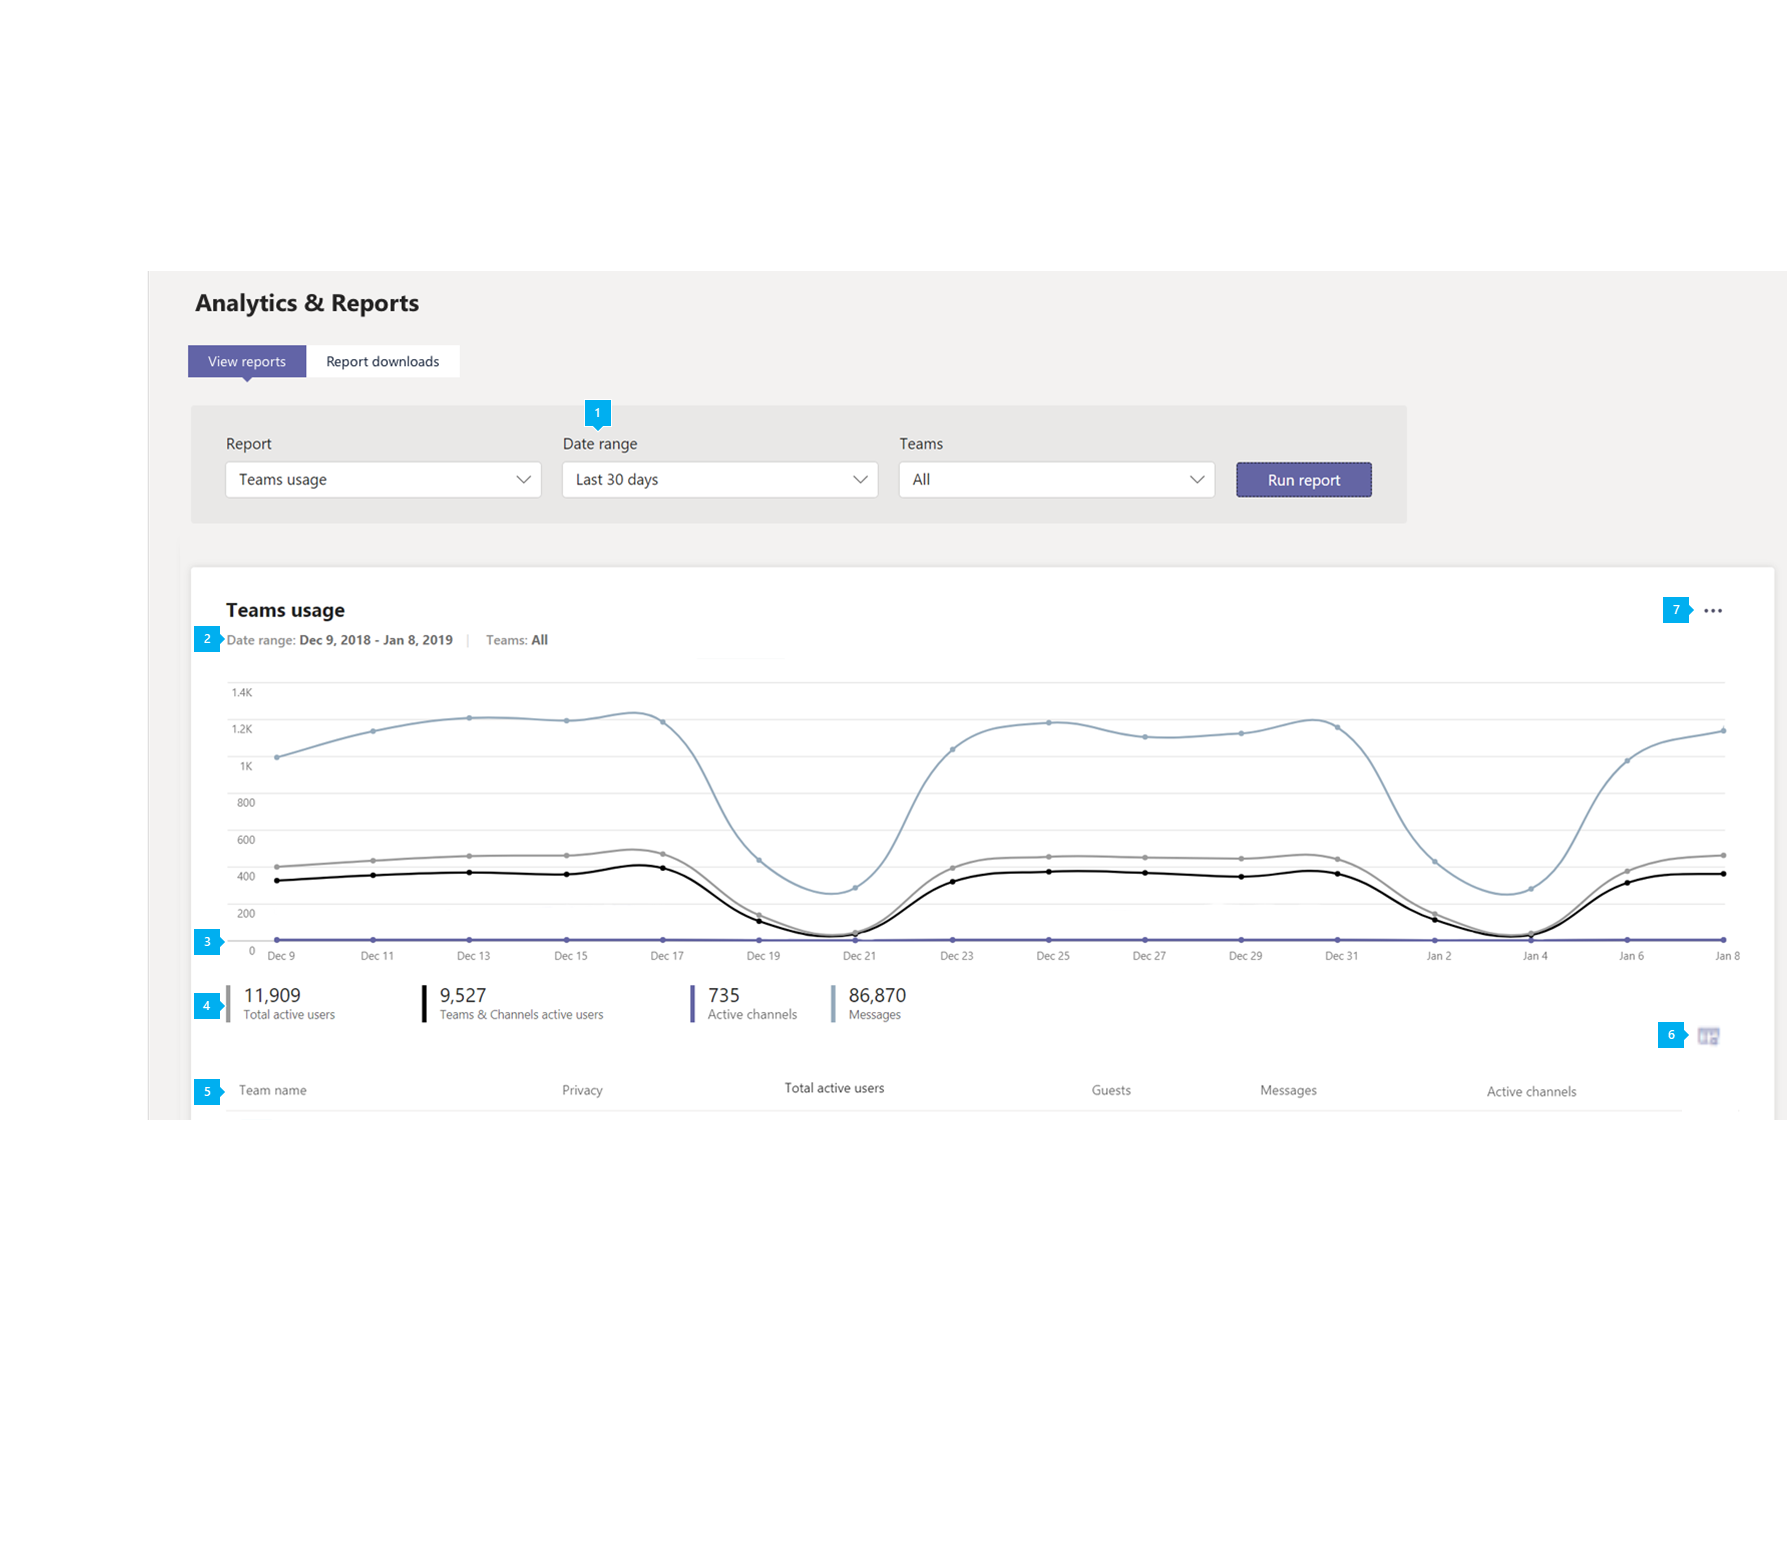 Analytics & Reports
View reports Report downloads
1
Report Date range Teams
Teams usage Last 30 days All Run report
Teams usage
7
2 Date range: Dec 9, 2018 - Jan 8, 2019 | Teams: All
1.4K
1.2K
1K
800
600
400
200
3
0 Dec 9 Dec 11 Dec 13 Dec 15 Dec 17 Dec 19 Dec 21 Dec 23 Dec 25 Dec 27 Dec 29 Dec 31 Jan 2 Jan 4 Jan 6 Jan 8
4 11,909 9,527 735 86,870
Total active users Teams & Channels active users Active channels Messages
6
5 Team name Privacy Total active users Guests Messages Active channels